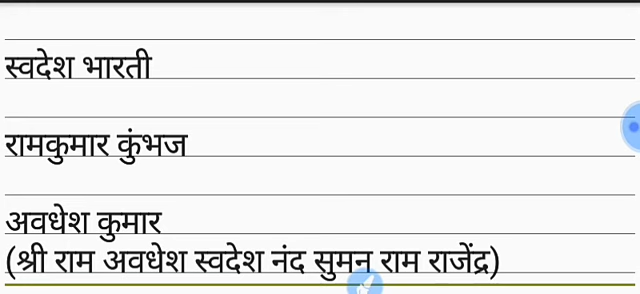 स्वदेश भारती
रामकुमार कुंभज
अवधेश कुमार
(श्री राम अवधेश स्वदेश नंद सुमन राम राजेंद्र)